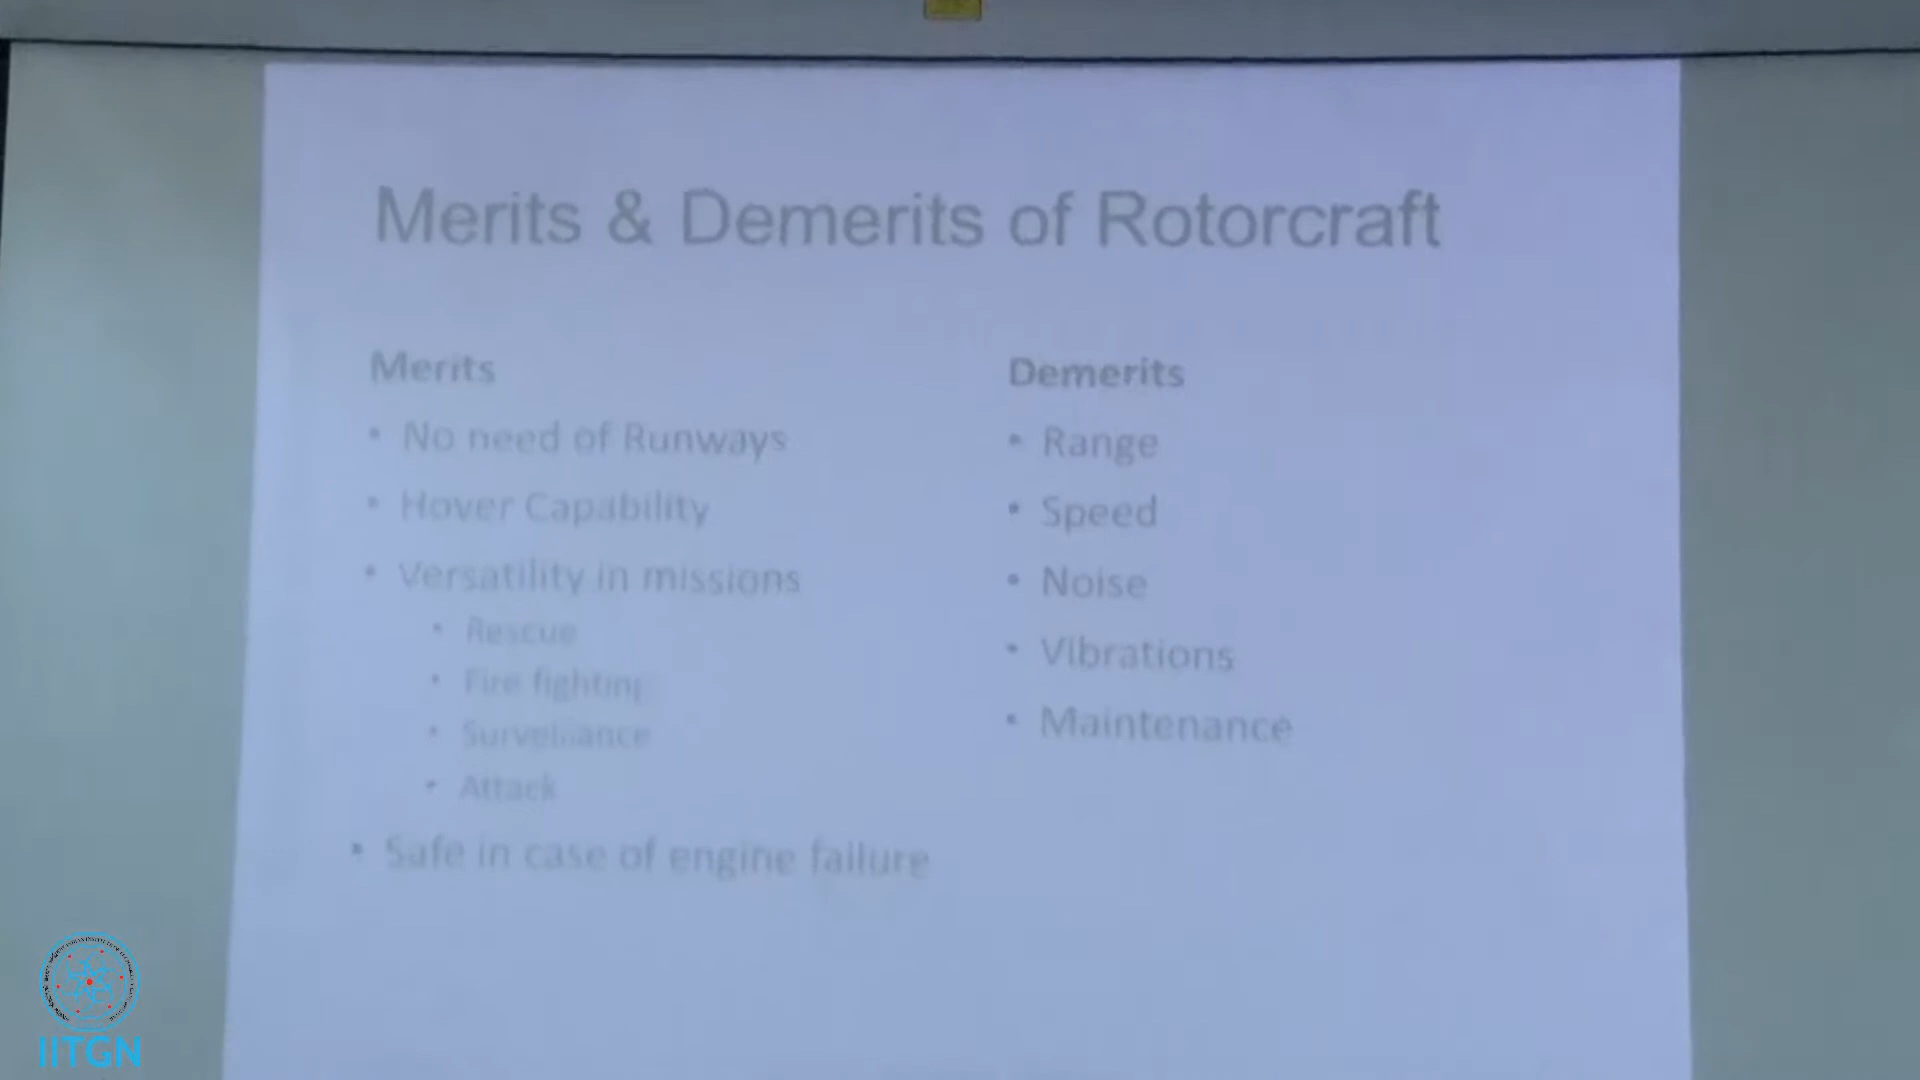 Merits & Demerits of Rotorcraft
Merits
• No need of Runways
• Hover Capability
• Versatility in missions
• Rescue
• Fire fighting
• Surveillance
• Attack
• Safe in case of engine failure
Demerits
• Range
• Speed
• Noise
• Vibrations
• Maintenance
IITGN